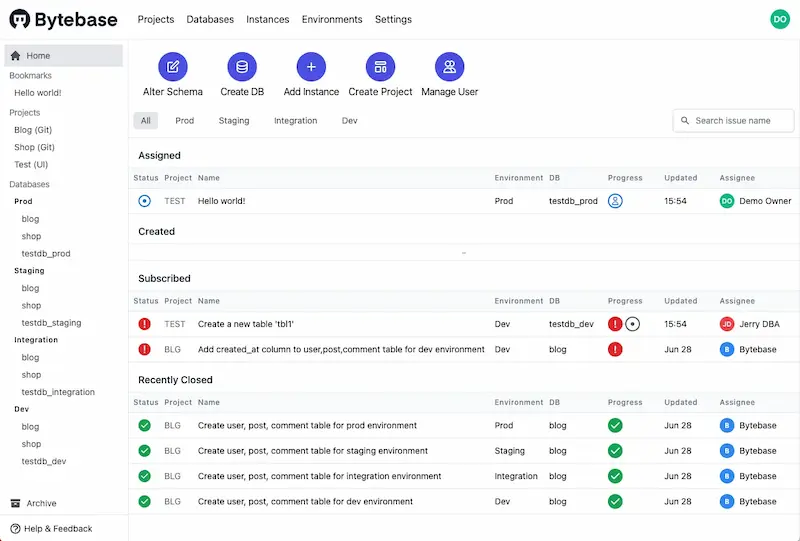 Bytebase Projects Databases Instances Environments Settings DO
Home
Bookmarks
Hello world!
Projects
Blog (Git)
Shop (Git)
Test (UI)
Databases
Prod
blog
shop
testdb_prod
Staging
blog
shop
testdb_staging
Integration
blog
shop
testdb_integration
Dev
blog
shop
testdb_dev
Archive
Help & Feedback
Alter Schema Create DB Add Instance Create Project Manage User
All Prod Staging Integration Dev Search issue name
Assigned
Status Project Name Environment DB Progress Updated Assignee
TEST Hello world! Prod testdb_prod 15:54 DO Demo Owner
Created
-
Subscribed
Status Project Name Environment DB Progress Updated Assignee
TEST Create a new table 'tbl1' Dev testdb_dev 15:54 JD Jerry DBA
BLG Add created_at column to user,post,comment table for dev environment Dev blog Jun 28 B Bytebase
Recently Closed
Status Project Name Environment DB Progress Updated Assignee
BLG Create user, post, comment table for prod environment Prod blog Jun 28 B Bytebase
BLG Create user, post, comment table for staging environment Staging blog Jun 28 B Bytebase
BLG Create user, post, comment table for integration environment Integration blog Jun 28 B Bytebase
BLG Create user, post, comment table for dev environment Dev blog Jun 28 B Bytebase